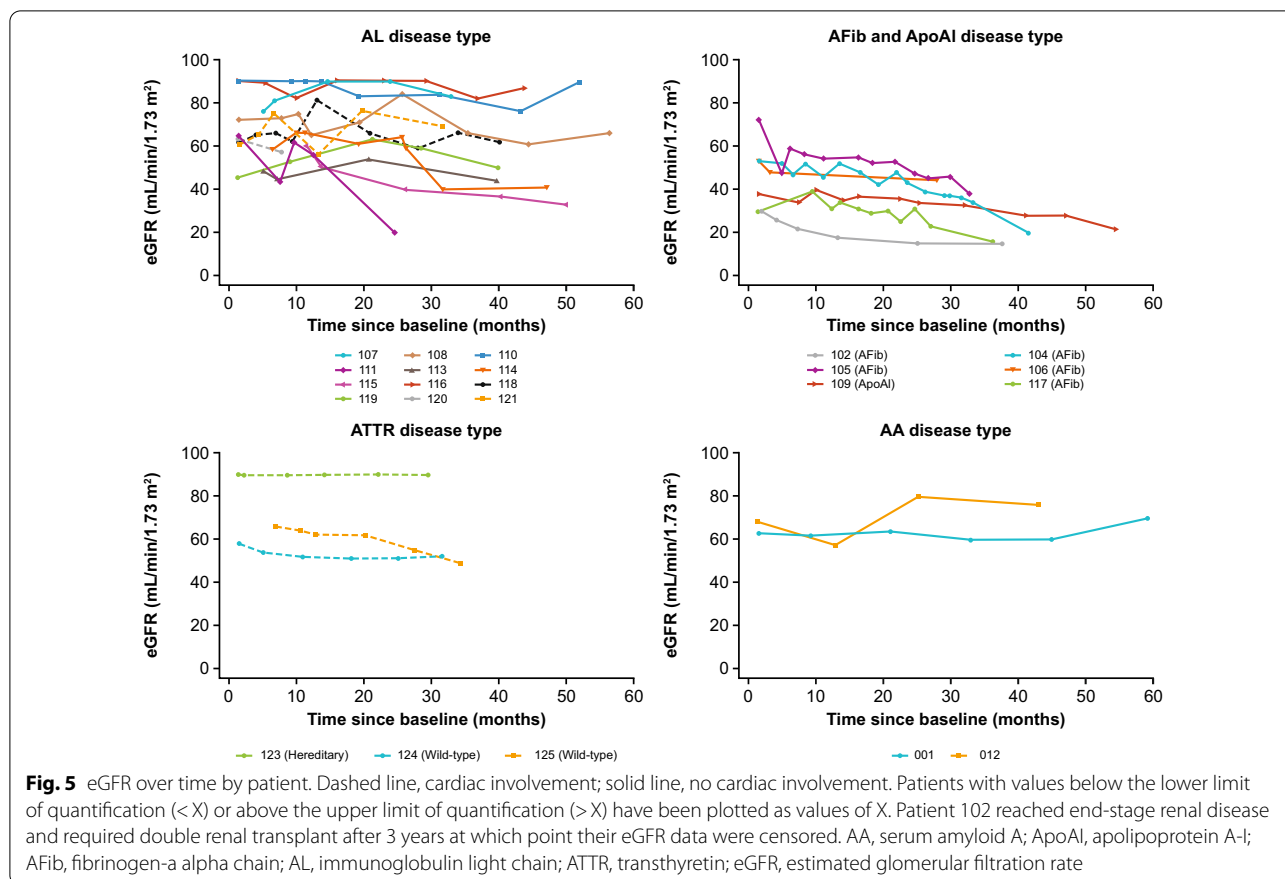 AL disease type
100
80
60
40
20
0
eGFR (mL/min/1.73 m²)
0 10 20 30 40 50 60
Time since baseline (months)
107 108 110
111 113 114
115 116 118
119 120 121
AFib and ApoAl disease type
100
80
60
40
20
0
eGFR (mL/min/1.73 m²)
0 10 20 30 40 50 60
Time since baseline (months)
102 (AFib) 104 (AFib)
105 (AFib) 106 (AFib)
109 (ApoAl) 117 (AFib)
ATTR disease type
100
80
60
40
20
0
eGFR (mL/min/1.73 m²)
0 10 20 30 40 50 60
Time since baseline (months)
123 (Hereditary) 124 (Wild-type) 125 (Wild-type)
AA disease type
100
80
60
40
20
0
eGFR (mL/min/1.73 m²)
0 10 20 30 40 50 60
Time since baseline (months)
001 012
Fig. 5 eGFR over time by patient. Dashed line, cardiac involvement; solid line, no cardiac involvement. Patients with values below the lower limit
of quantification (< X) or above the upper limit of quantification (> X) have been plotted as values of X. Patient 102 reached end-stage renal disease
and required double renal transplant after 3 years at which point their eGFR data were censored. AA, serum amyloid A; ApoAI, apolipoprotein A-I;
AFib, fibrinogen-a alpha chain; AL, immunoglobulin light chain; ATTR, transthyretin; eGFR, estimated glomerular filtration rate